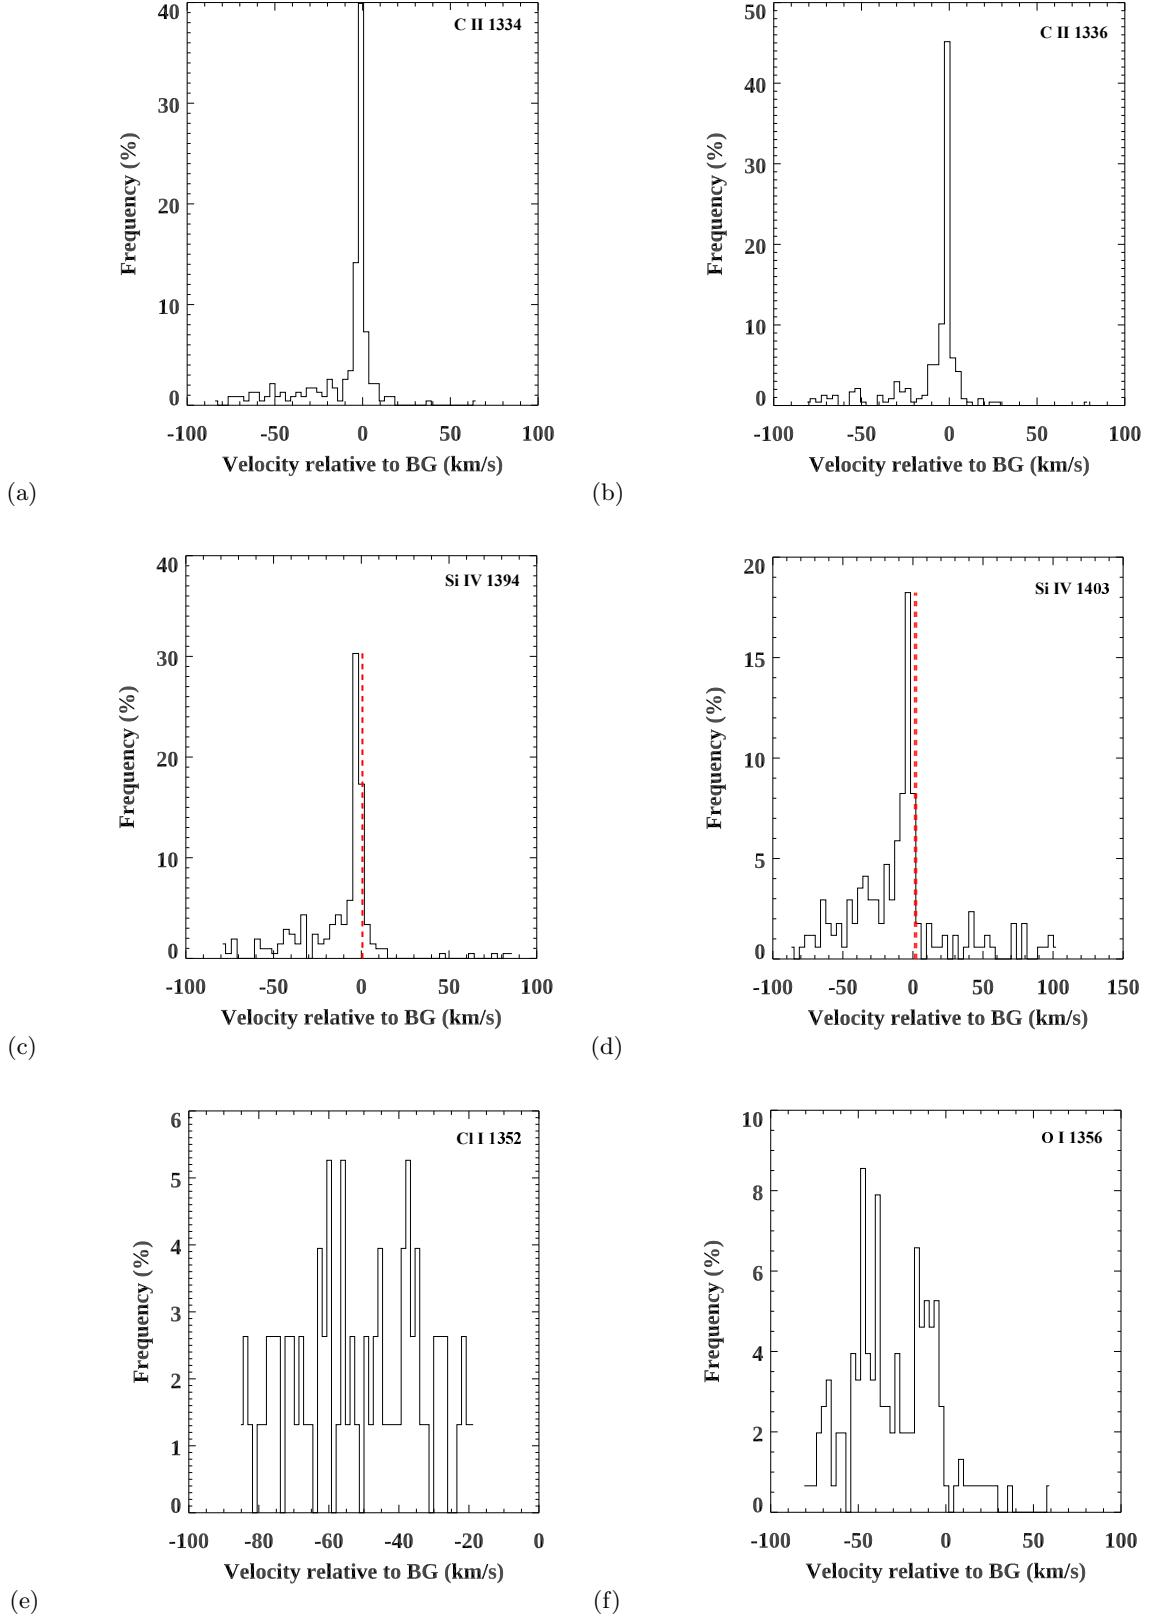 40
30
20
10
0
C II 1334
Frequency (%)
-100 -50 0 50 100
Velocity relative to BG (km/s)
(a)
50
40
30
20
10
0
C II 1336
Frequency (%)
-100 -50 0 50 100
Velocity relative to BG (km/s)
(b)
40
30
20
10
0
Si IV 1394
Frequency (%)
-100 -50 0 50 100
Velocity relative to BG (km/s)
(c)
20
15
10
5
0
Si IV 1403
Frequency (%)
-100 -50 0 50 100 150
Velocity relative to BG (km/s)
(d)
6
5
4
3
2
1
0
Cl I 1352
Frequency (%)
-100 -80 -60 -40 -20 0
Velocity relative to BG (km/s)
(e)
10
8
6
4
2
0
O I 1356
Frequency (%)
-100 -50 0 50 100
Velocity relative to BG (km/s)
(f)